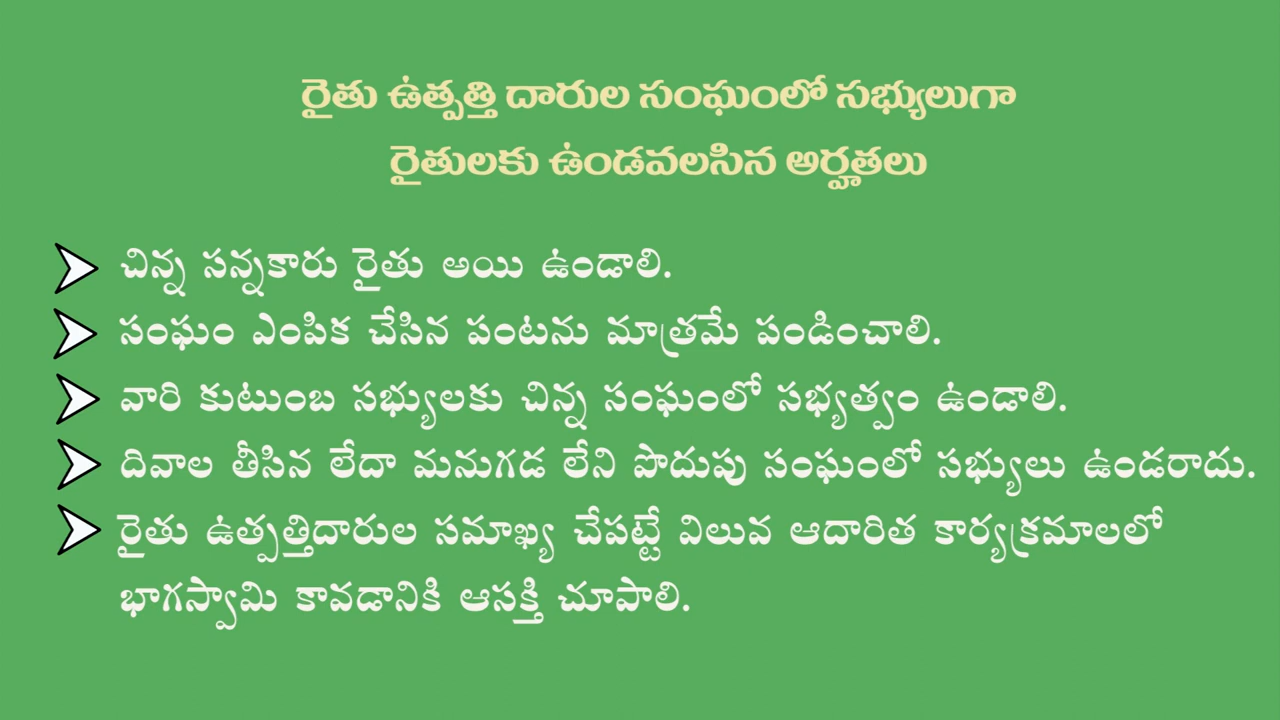 రైతు ఉత్పత్తి దారుల సంఘంలో సభ్యులుగా
రైతులకు ఉండవలసిన అర్హతలు
చిన్న సన్నకారు రైతు అయి ఉండాలి.
సంఘం ఎంపిక చేసిన పంటను మాత్రమే పండించాలి.
వారి కుటుంబ సభ్యులకు చిన్న సంఘంలో సభ్యత్వం ఉండాలి.
దివాల తీసిన లేదా మనుగడ లేని పొదుపు సంఘంలో సభ్యులు ఉండరాదు.
రైతు ఉత్పత్తిదారుల సమాఖ్య చేపట్టే విలువ ఆదారిత కార్యక్రమాలలో
భాగస్వామి కావడానికి ఆసక్తి చూపాలి.